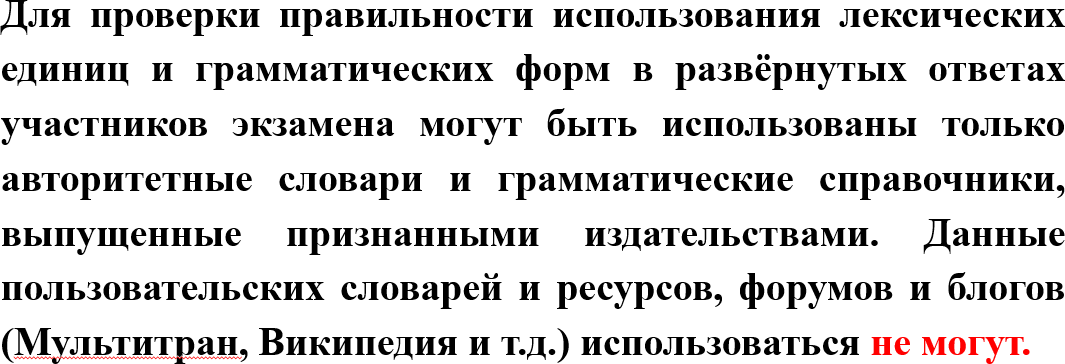 Для проверки правильности использования лексических
единиц и грамматических форм в развёрнутых ответах
участников экзамена могут быть использованы только
авторитетные словари и грамматические справочники,
выпущенные признанными издательствами. Данные
пользовательских словарей и ресурсов, форумов и блогов
(Мультитран, Википедия и т.д.) использоваться не могут.